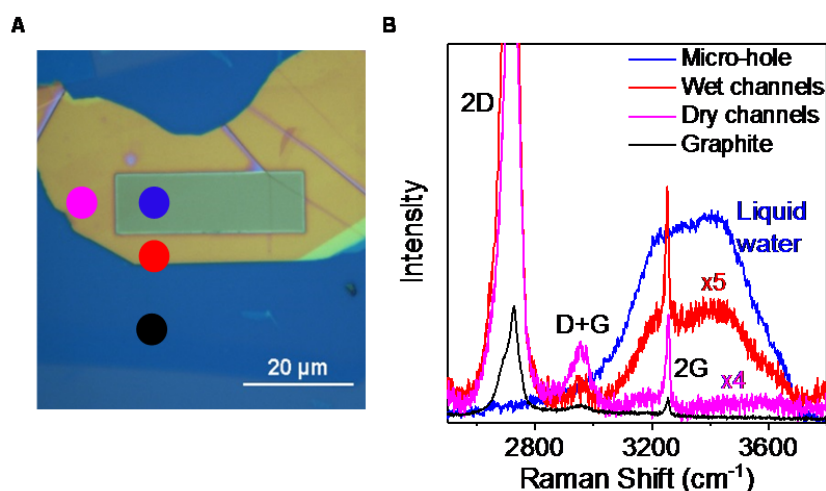 A
B
20 µm
Micro-hole
Wet channels
Dry channels
Graphite
2D
Liquid
water
x5
D+G
2G
x4
Intensity
2800
3200
3600
Raman Shift (cm⁻¹)